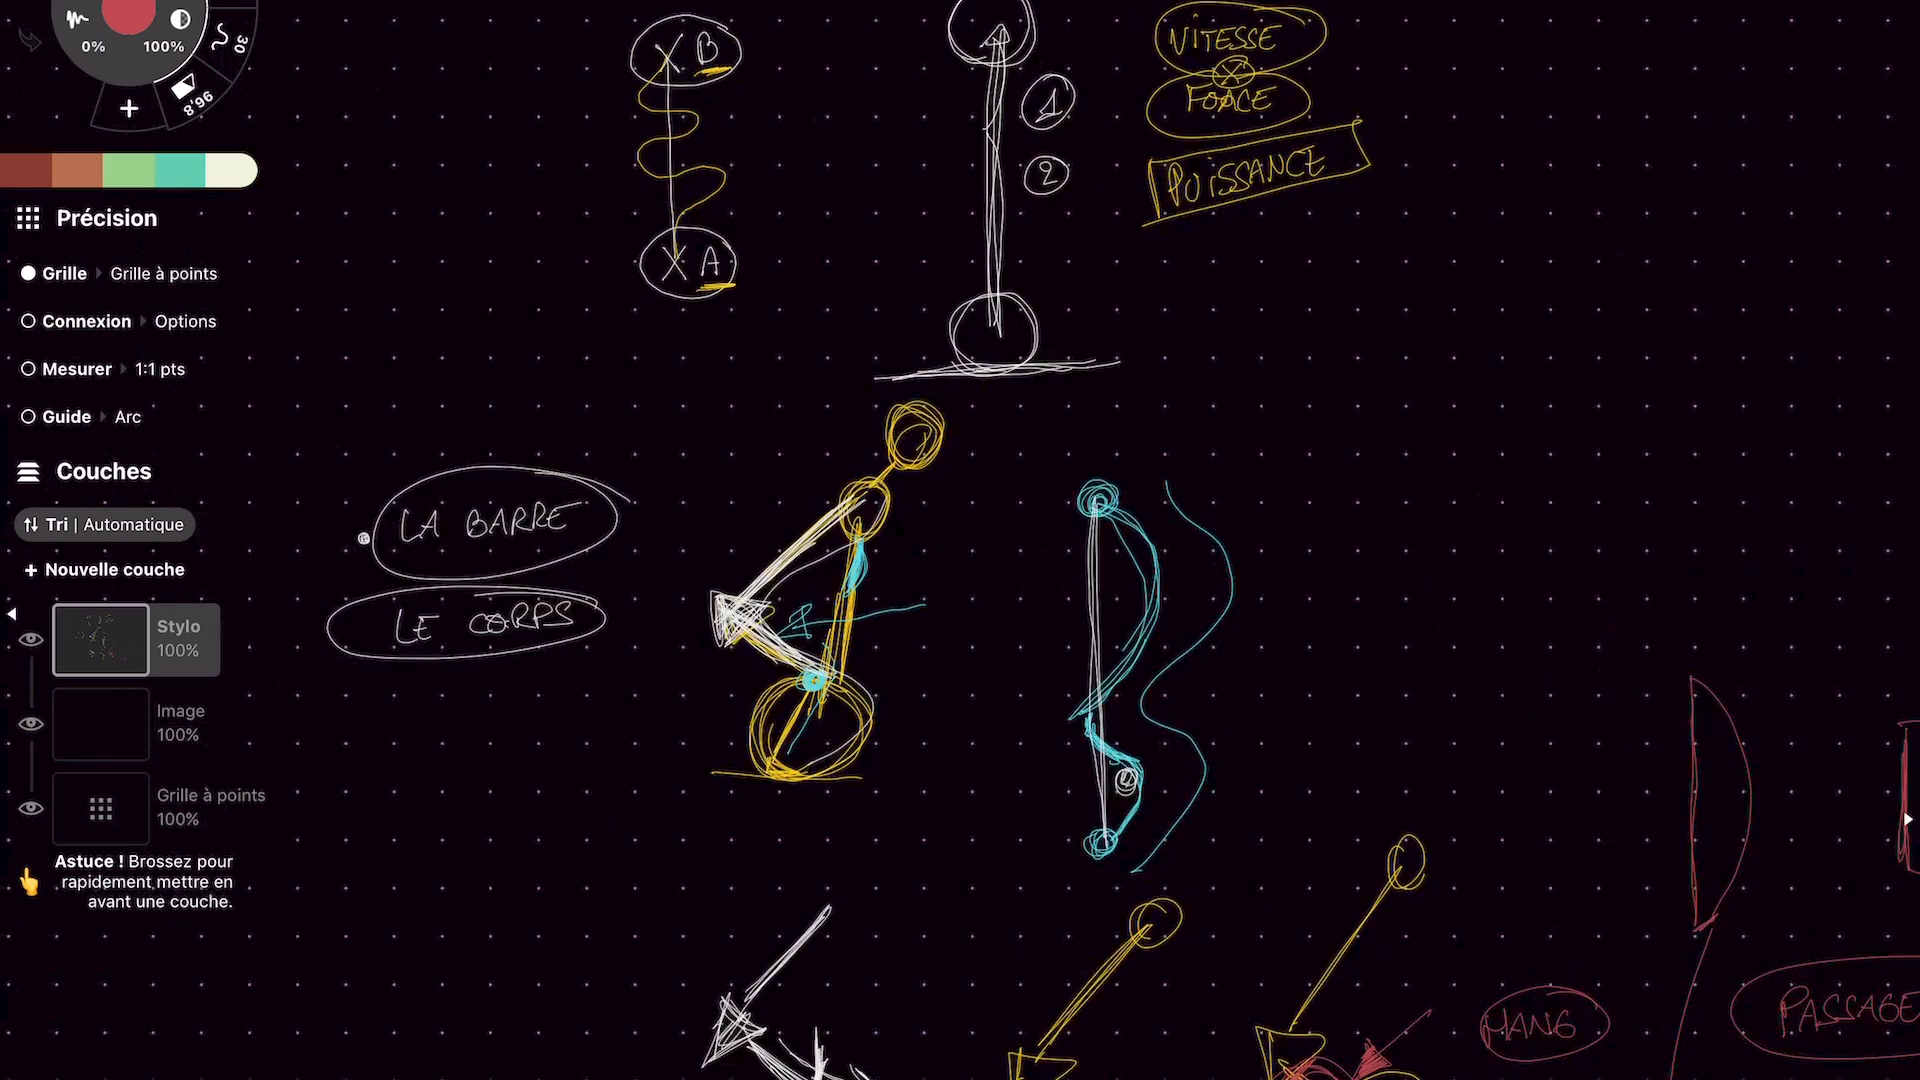 0%
100%
30
96,8
Précision
Grille Grille à points
Connexion Options
Mesurer 1:1 pts
Guide Arc
Couches
Tri | Automatique
+ Nouvelle couche
Stylo
100%
Image
100%
Grille à points
100%
Astuce ! Brossez pour
rapidement mettre en
avant une couche.
X B
X A
1
2
VITESSE
X
FORCE
PUISSANCE
LA BARRE
LE CORPS
HANG
PASSAGE